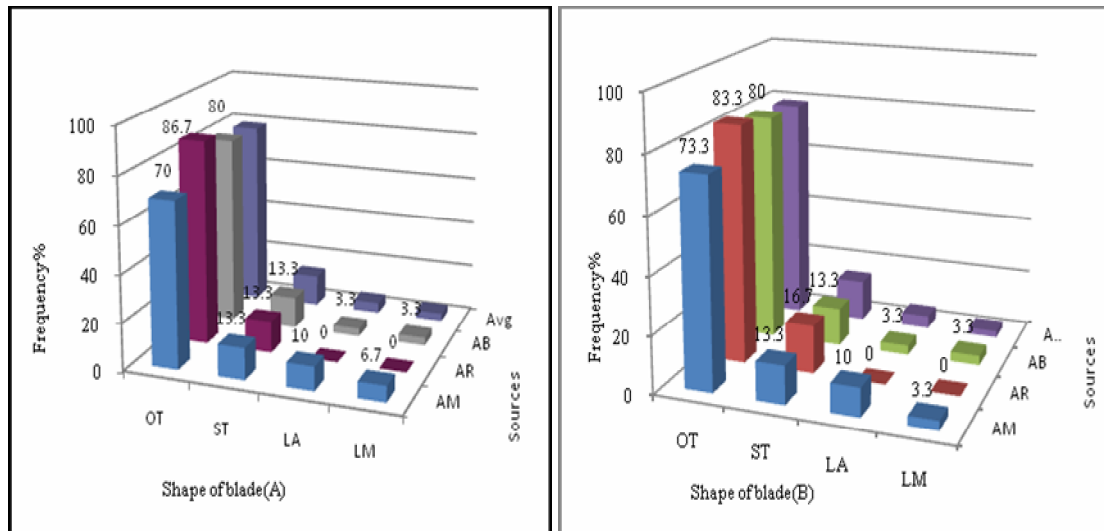 100
80
60
40
20
0
Frequency%
70
86.7
80
13.3
13.3
13.3
10
0
3.3
3.3
6.7
0
3.3
OT
ST
LA
LM
AM
AR
AB
Avg
Sources
Shape of blade(A)
100
80
60
40
20
0
Frequency%
73.3
83.3
80
13.3
16.7
13.3
10
0
3.3
3.3
0
3.3
OT
ST
LA
LM
AM
AR
AB
A..
Sources
Shape of blade(B)